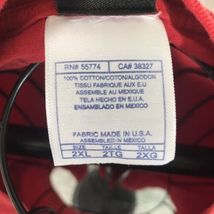 RN# 55774 CA# 38327
100% COTTON/COTON/ALGODON
TISSU FABRIQUE AUX E.U
ASSEMBLE AU MEXIQUE
TELA HECHO EN E.U.A.
ENSAMBLADO EN MEXICO
FABRIC MADE IN U.S.A.
ASSEMBLED IN MEXICO
SIZE TAILLE TALLA
2XL 2TG 2XG